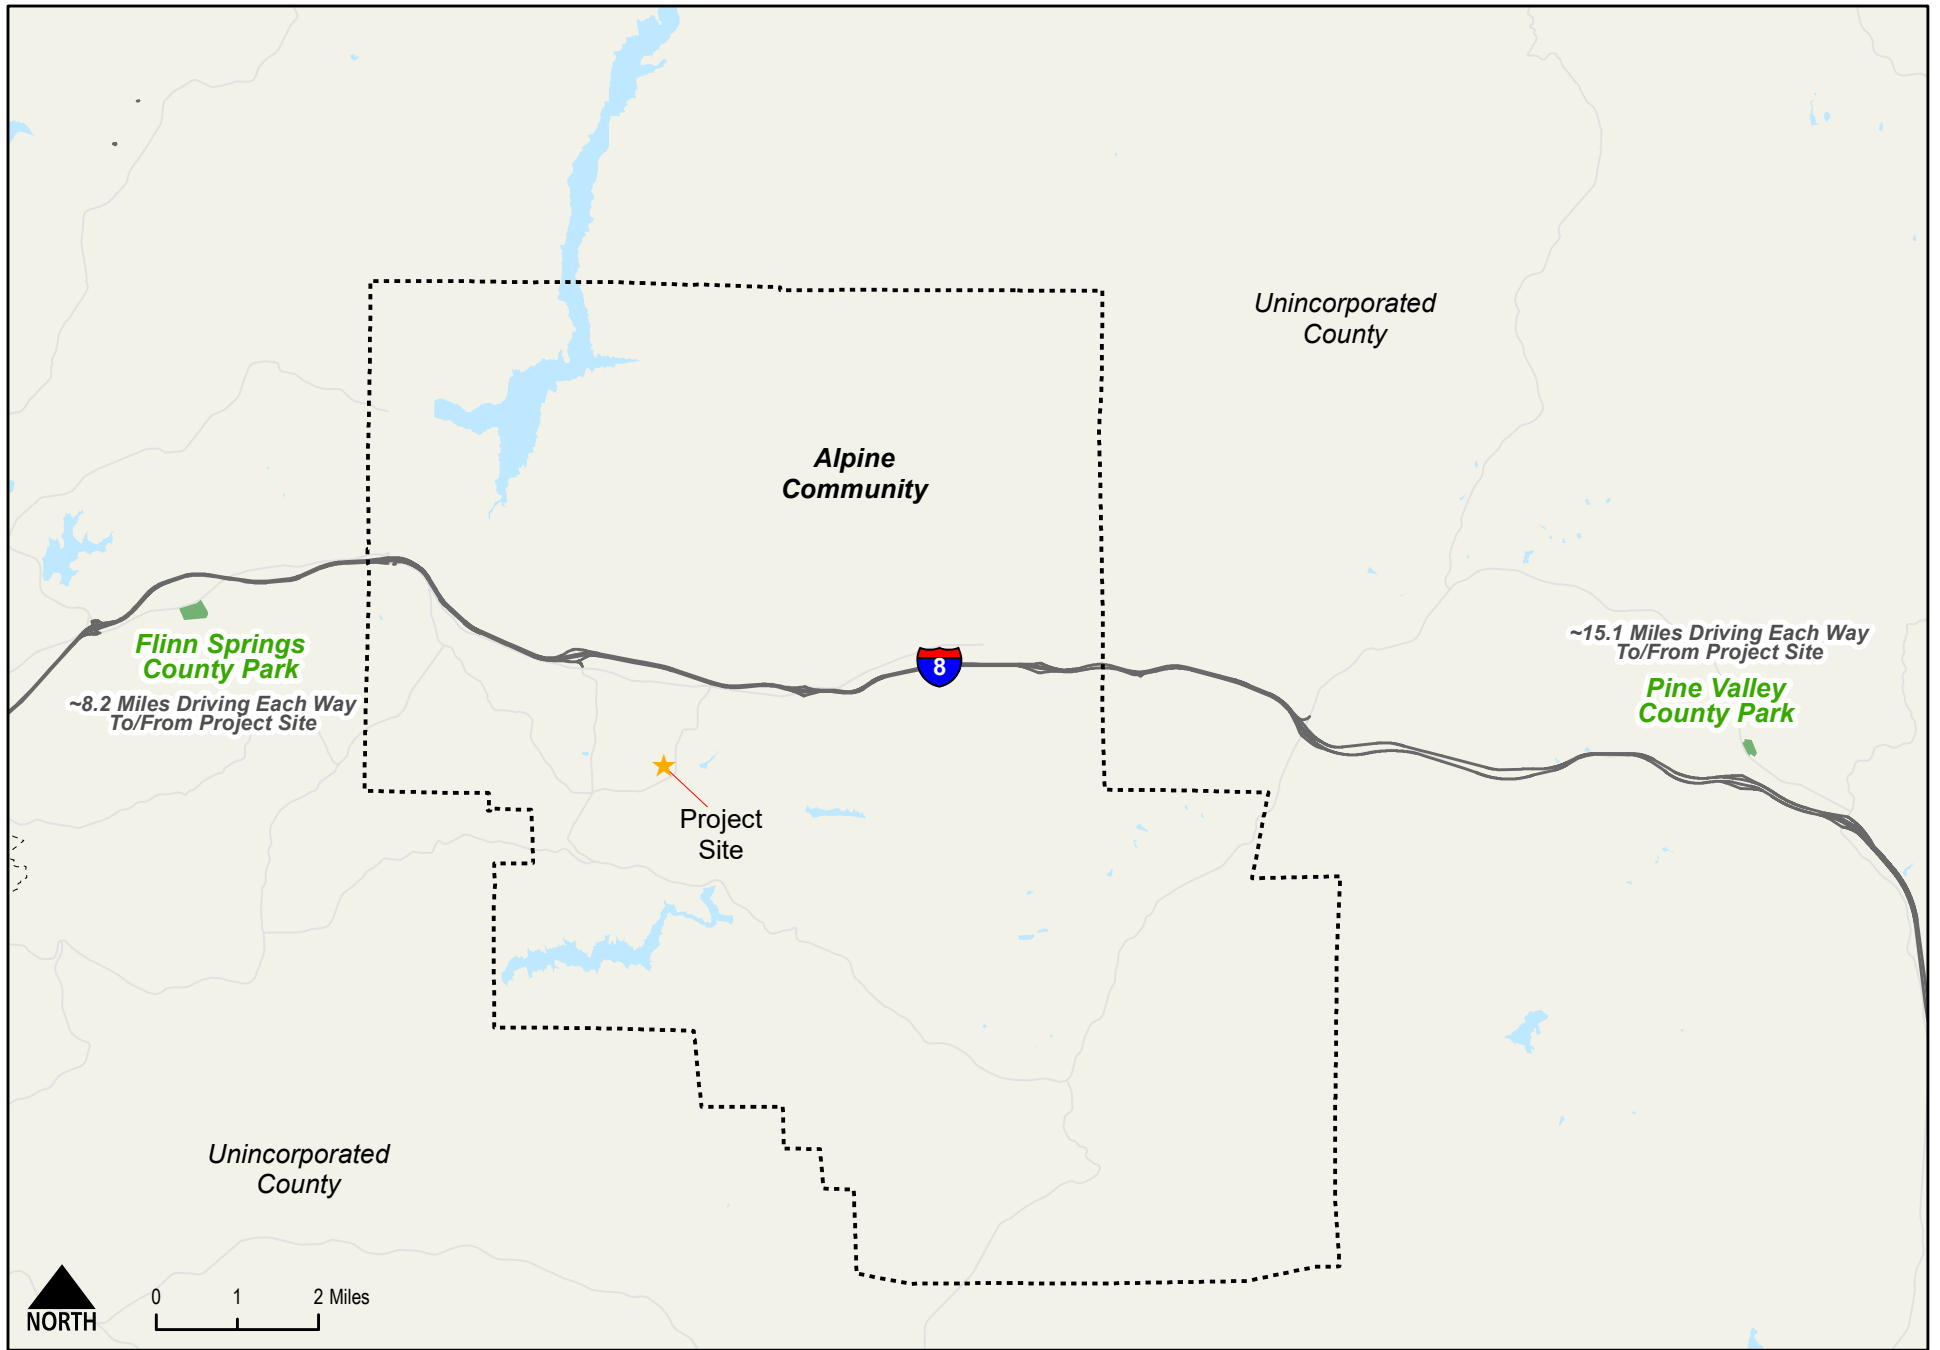 Unincorporated
County
Alpine
Community
8
Flinn Springs
County Park
~8.2 Miles Driving Each Way
To/From Project Site
~15.1 Miles Driving Each Way
To/From Project Site
Pine Valley
County Park
Project
Site
Unincorporated
County
NORTH
0 1 2 Miles